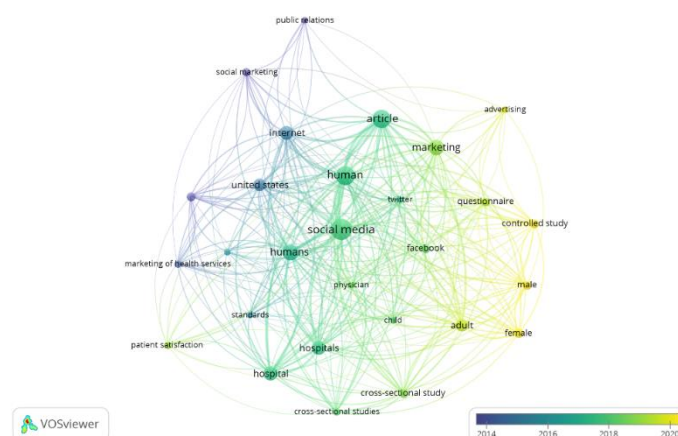 public relations
social marketing
advertising
article
internet
marketing
human
united states
twitter
questionnaire
controlled study
social media
facebook
humans
marketing of health services
male
physician
standards
child
adult
female
patient satisfaction
hospitals
hospital
cross-sectional study
cross-sectional studies
VOSviewer
2014 2016 2018 2020